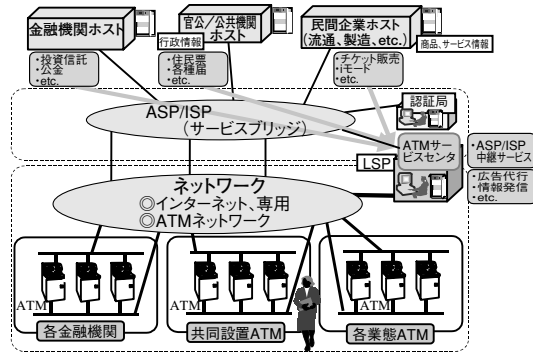 金融機関ホスト
官公/公共機関
ホスト
民間企業ホスト
(流通、製造、etc.)
行政情報
商品、サービス情報
・投資信託
・公金
・etc.
・住民票
・各種届
・etc.
・チケット販売
・iモード
・etc.
ASP/ISP
(サービスブリッジ)
認証局
ATMサー
ビスセンタ
LSP
・ASP/ISP
中継サービス
・広告代行
・情報発信
・etc.
ネットワーク
◎インターネット、専用
◎ATMネットワーク
ATM
ATM
ATM
各金融機関
共同設置ATM
各業態ATM